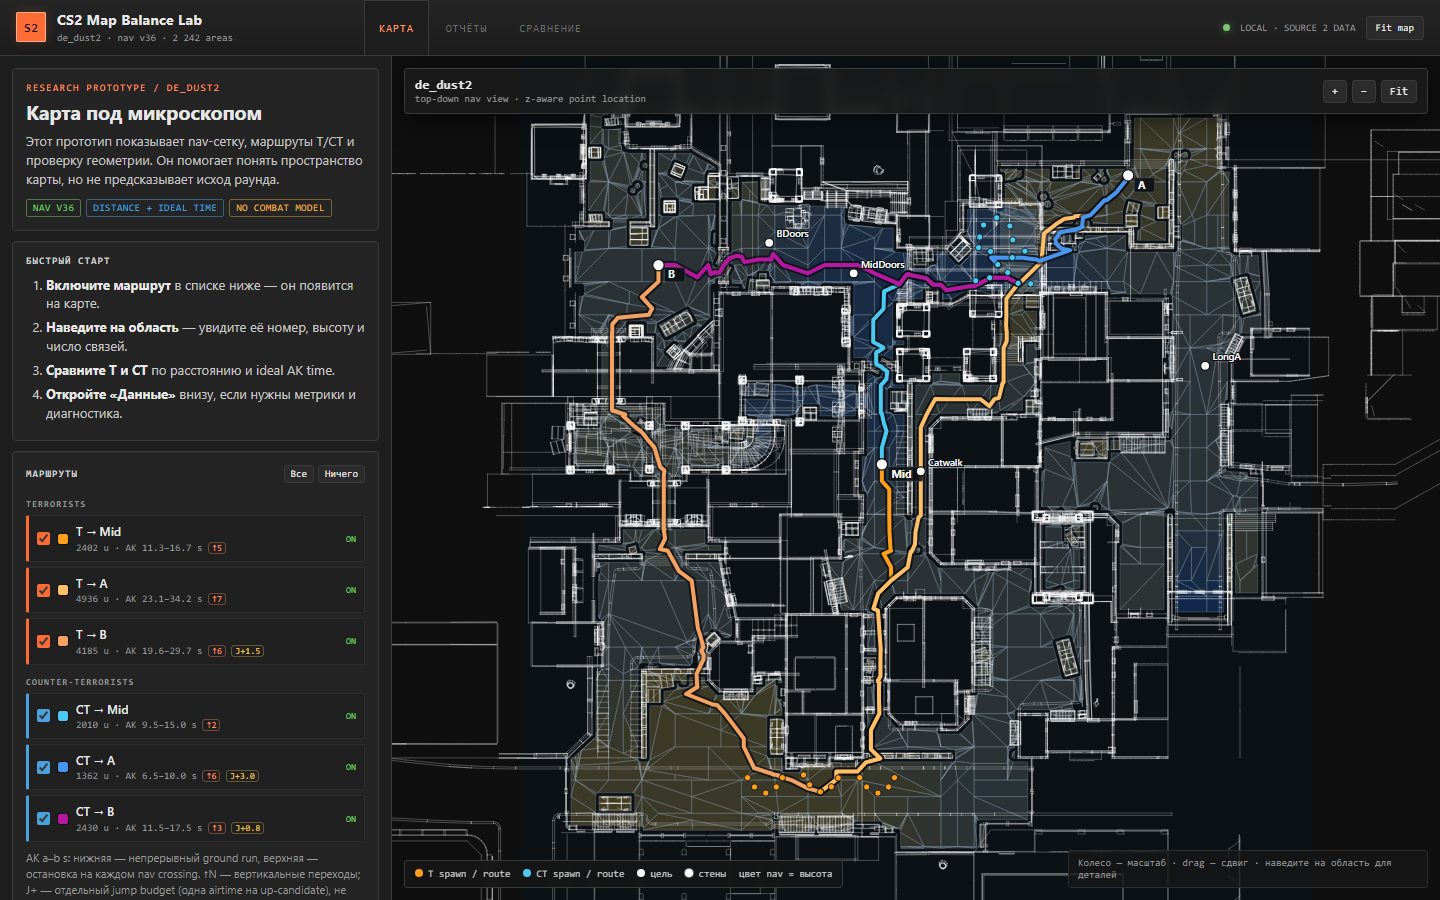 S2
CS2 Map Balance Lab
de_dust2 · nav v36 · 2 242 areas
КАРТА
ОТЧЁТЫ
СРАВНЕНИЕ
LOCAL · SOURCE 2 DATA
Fit map
RESEARCH PROTOTYPE / DE_DUST2
Карта под микроскопом
Этот прототип показывает nav-сетку, маршруты T/CT и
проверку геометрии. Он помогает понять пространство
карты, но не предсказывает исход раунда.
NAV V36
DISTANCE + IDEAL TIME
NO COMBAT MODEL
БЫСТРЫЙ СТАРТ
1. Включите маршрут в списке ниже — он появится
на карте.
2. Наведите на область — увидите её номер, высоту и
число связей.
3. Сравните T и CT по расстоянию и ideal AK time.
4. Откройте «Данные» внизу, если нужны метрики и
диагностика.
МАРШРУТЫ
Все
Ничего
TERRORISTS
T → Mid
ON
2402 u · AK 11.3–16.7 s ↑5
T → A
ON
4936 u · AK 23.1–34.2 s ↑7
T → B
ON
4185 u · AK 19.6–29.7 s ↑6 J+1.5
COUNTER-TERRORISTS
CT → Mid
ON
2010 u · AK 9.5–15.0 s ↑2
CT → A
ON
1362 u · AK 6.5–10.0 s ↑6 J+3.0
CT → B
ON
2430 u · AK 11.5–17.5 s ↑3 J+0.8
AK a–b s: нижняя — непрерывный ground run, верхняя —
остановка на каждом nav crossing. ↑N — вертикальные переходы;
J+ — отдельный jump budget (одна airtime на up-candidate), не
de_dust2
top-down nav view · z-aware point location
+
−
Fit
A
BDoors
B
MidDoors
LongA
Catwalk
Mid
T spawn / route
CT spawn / route
цель
стены
цвет nav = высота
Колесо — масштаб · drag — сдвиг · наведите на область для
деталей